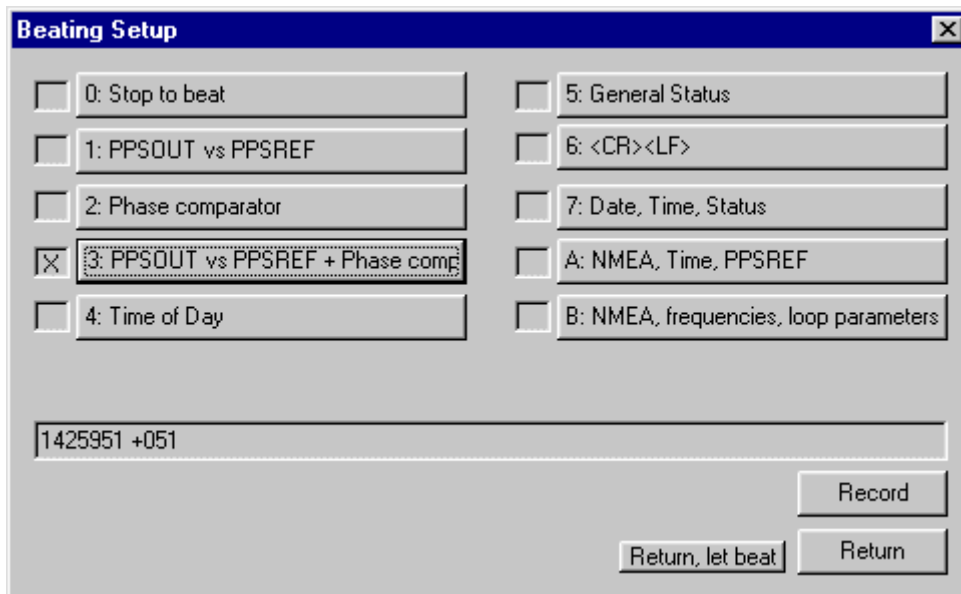 Beating Setup
0: Stop to beat
1: PPSOUT vs PPSREF
2: Phase comparator
X
3: PPSOUT vs PPSREF + Phase comp
4: Time of Day
5: General Status
6: <CR><LF>
7: Date, Time, Status
A: NMEA, Time, PPSREF
B: NMEA, frequencies, loop parameters
1425951 +051
Record
Return, let beat
Return